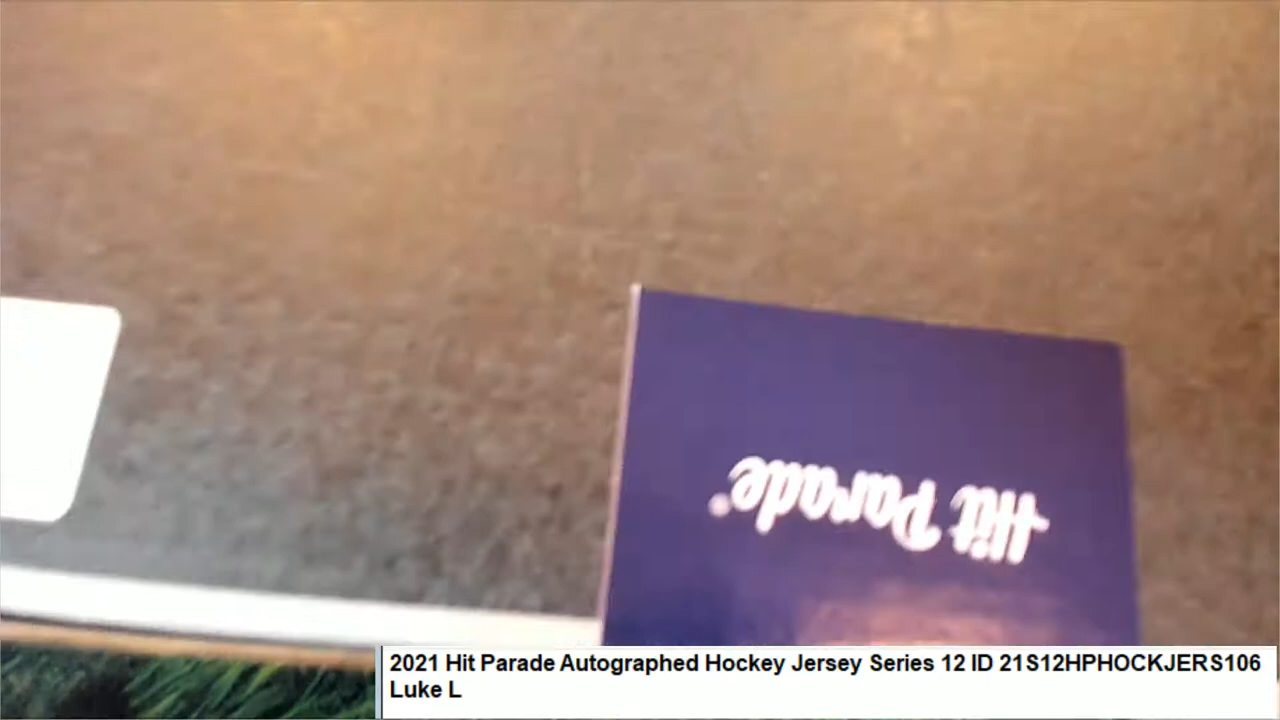 Hit Parade®
2021 Hit Parade Autographed Hockey Jersey Series 12 ID 21S12HPHOCKJERS106
Luke L